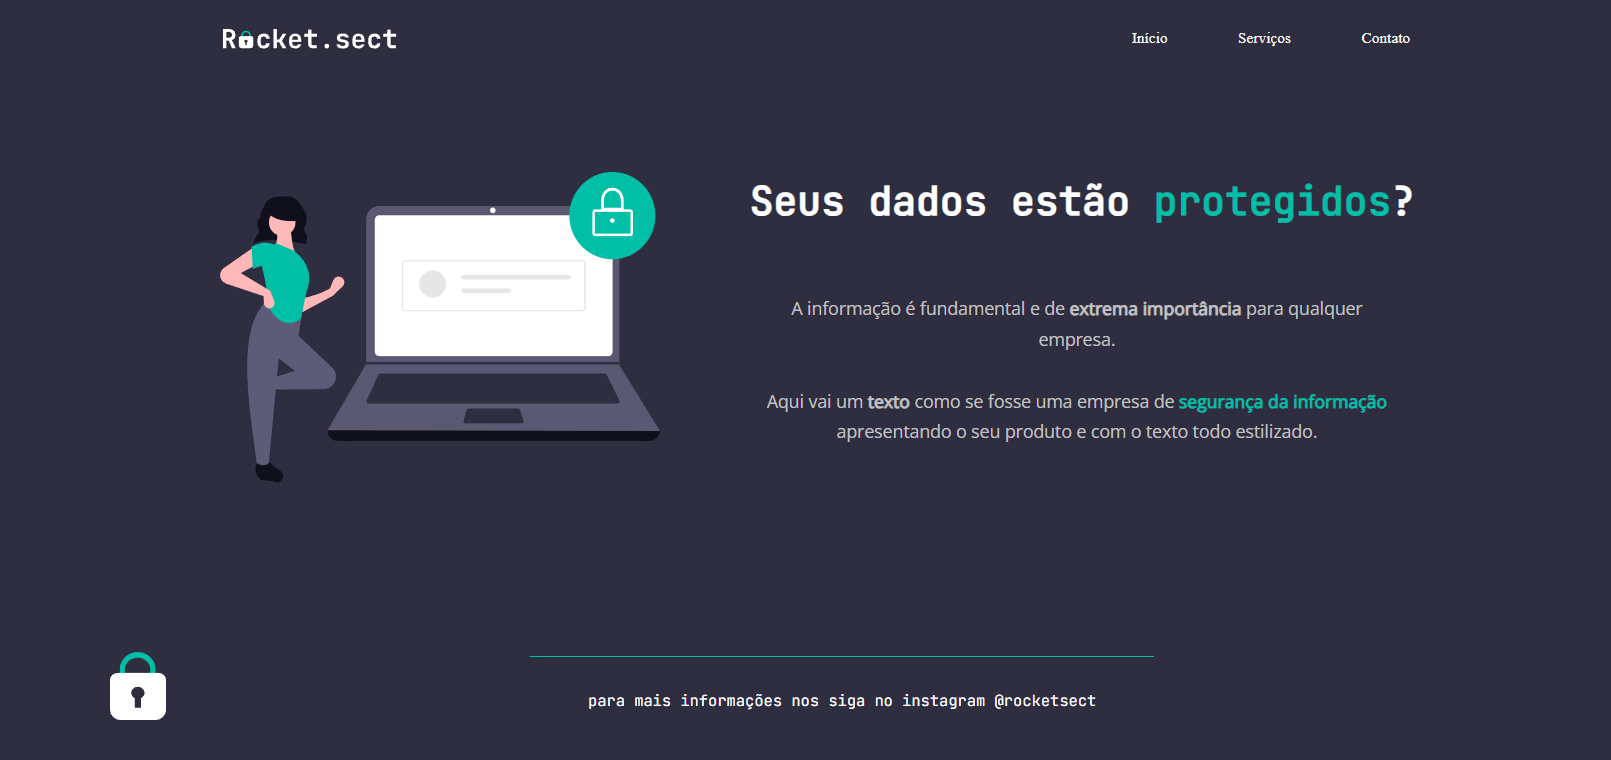 Rocket.sect
Início
Serviços
Contato
Seus dados estão protegidos?
A informação é fundamental e de extrema importância para qualquer
empresa.
Aqui vai um texto como se fosse uma empresa de segurança da informação
apresentando o seu produto e com o texto todo estilizado.
para mais informações nos siga no instagram @rocketsect